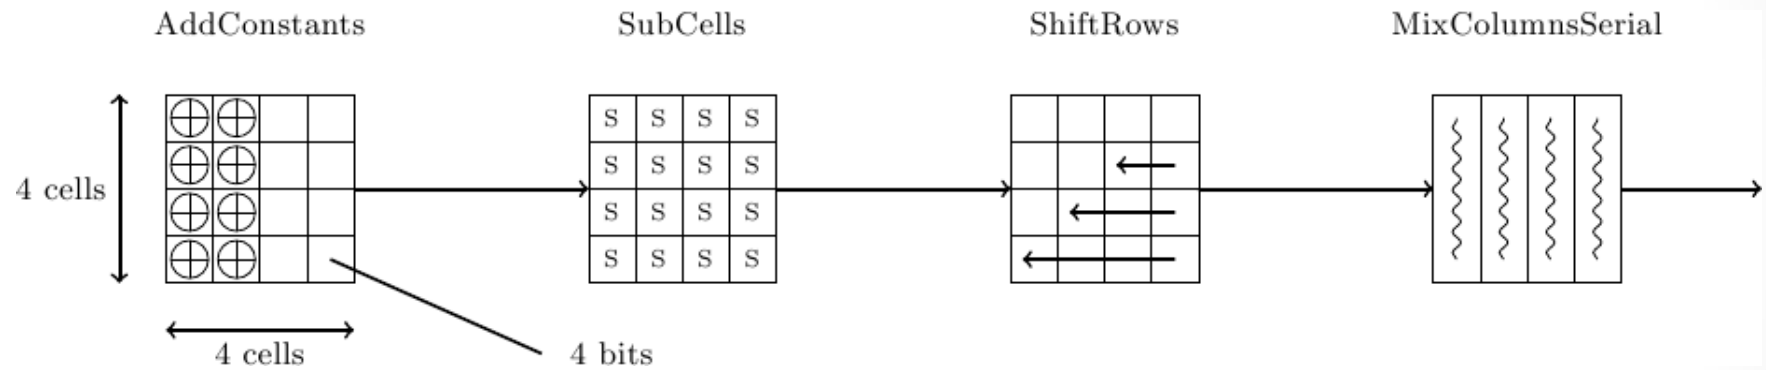 AddConstants SubCells ShiftRows MixColumnsSerial
S S S S
4 cells S S S S
S S S S
S S S S
4 cells 4 bits